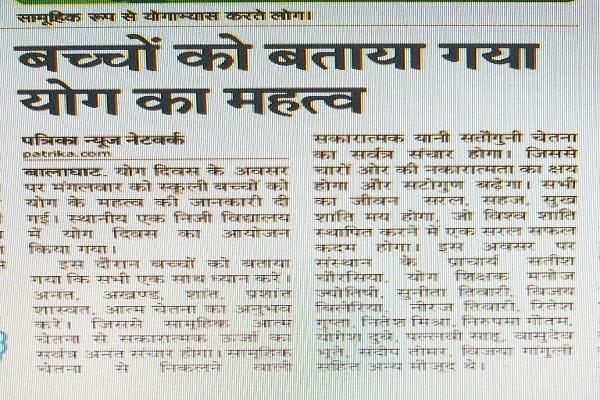 सामूहिक रूप से योगाभ्यास करते लोग।
बच्चों को बताया गया
योग का महत्व
पत्रिका न्यूज नेटवर्क
patrika.com
बालाघाट. योग दिवस के अवसर
पर मंगलवार को स्कूली बच्चों को
योग के महत्व की जानकारी दी
गई। स्थानीय एक निजी विद्यालय
में योग दिवस का आयोजन
किया गया।
इस दौरान बच्चों को बताया
गया कि सभी एक साथ ध्यान करें।
अनंत, अखण्ड, शांत, प्रशांत
शाश्वत, आत्म चेतना का अनुभव
करें। जिससे सामूहिक आत्म
चेतना से सकारात्मक ऊर्जा का
सर्वत्र अनंत संचार होगा। सामूहिक
चेतना से निकलने वाली
सकारात्मक यानी सतोगुनी चेतना
का सर्वत्र संचार होगा। जिससे
चारों ओर की नकारात्मता का क्षय
होगा और सटोगुण बढ़ेगा। सभी
का जीवन सरल, सहज, सुख
शांति मय होगा, जो विश्व शांति
स्थापित करने में एक सरल सफल
कदम होगा। इस अवसर पर
संस्थान के प्राचार्य सतीश
चौरसिया, योग शिक्षक मनोज
ज्योतिषी, सुनीता तिवारी, विजय
बिलेरिया, नीरज तिवारी, रितेश
गुप्ता, नितेश मिश्रा, निरुपमा गौतम,
योगेश दुबे, पल्लवी साहू, वासुदेव
भूते, संदीप तोमर, विजया गांगुली
सहित अन्य मौजूद थे।